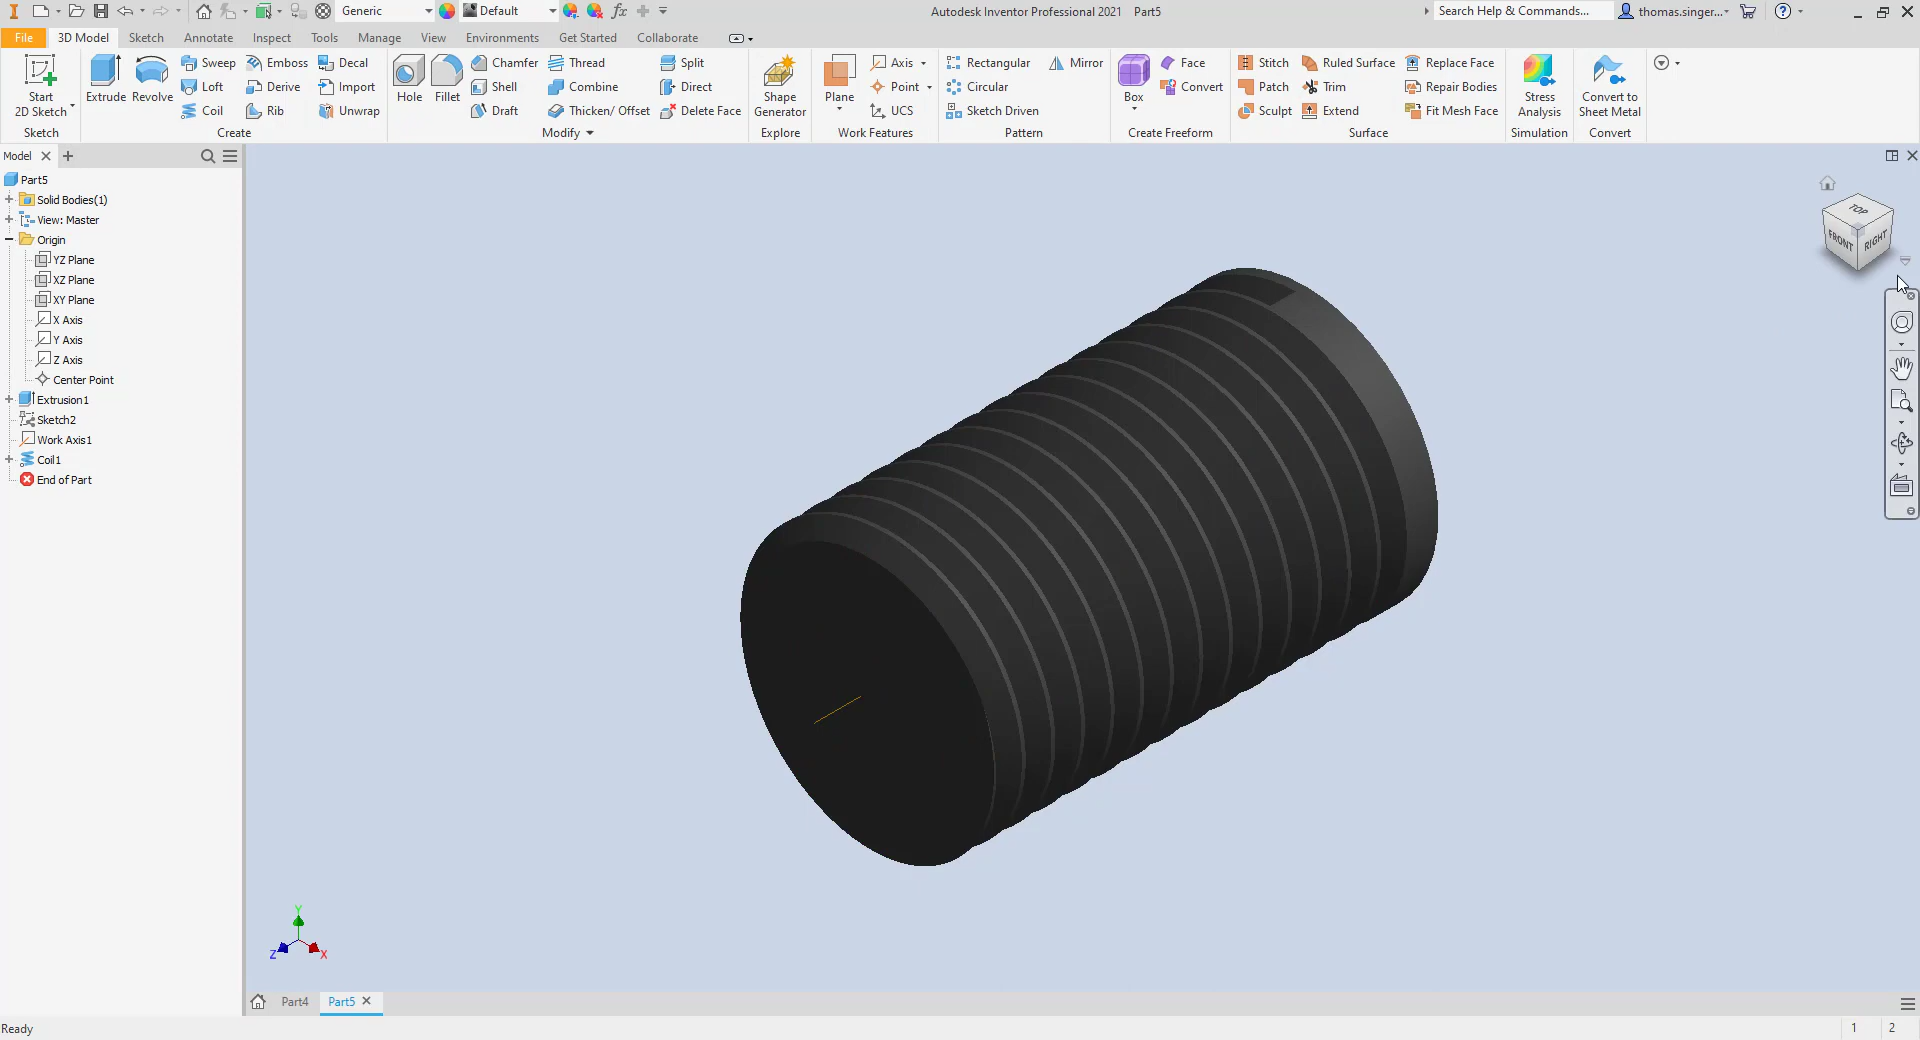 Generic
Default
Autodesk Inventor Professional 2021 Part5
Search Help & Commands...
thomas.singer...
File 3D Model Sketch Annotate Inspect Tools Manage View Environments Get Started Collaborate
Start
2D Sketch
Sketch
Extrude
Revolve
Sweep
Loft
Coil
Emboss
Derive
Rib
Decal
Import
Unwrap
Create
Hole
Fillet
Chamfer
Shell
Draft
Thread
Combine
Thicken/ Offset
Split
Direct
Delete Face
Modify
Shape
Generator
Explore
Plane
Axis
Point
UCS
Work Features
Rectangular
Circular
Sketch Driven
Mirror
Pattern
Box
Face
Convert
Create Freeform
Stitch
Patch
Sculpt
Ruled Surface
Trim
Extend
Replace Face
Repair Bodies
Fit Mesh Face
Surface
Stress
Analysis
Simulation
Convert to
Sheet Metal
Convert
Model
Part5
Solid Bodies(1)
View: Master
Origin
YZ Plane
XZ Plane
XY Plane
X Axis
Y Axis
Z Axis
Center Point
Extrusion1
Sketch2
Work Axis1
Coil1
End of Part
TOP
FRONT
RIGHT
Y
Z
X
Part4
Part5
Ready
1 2